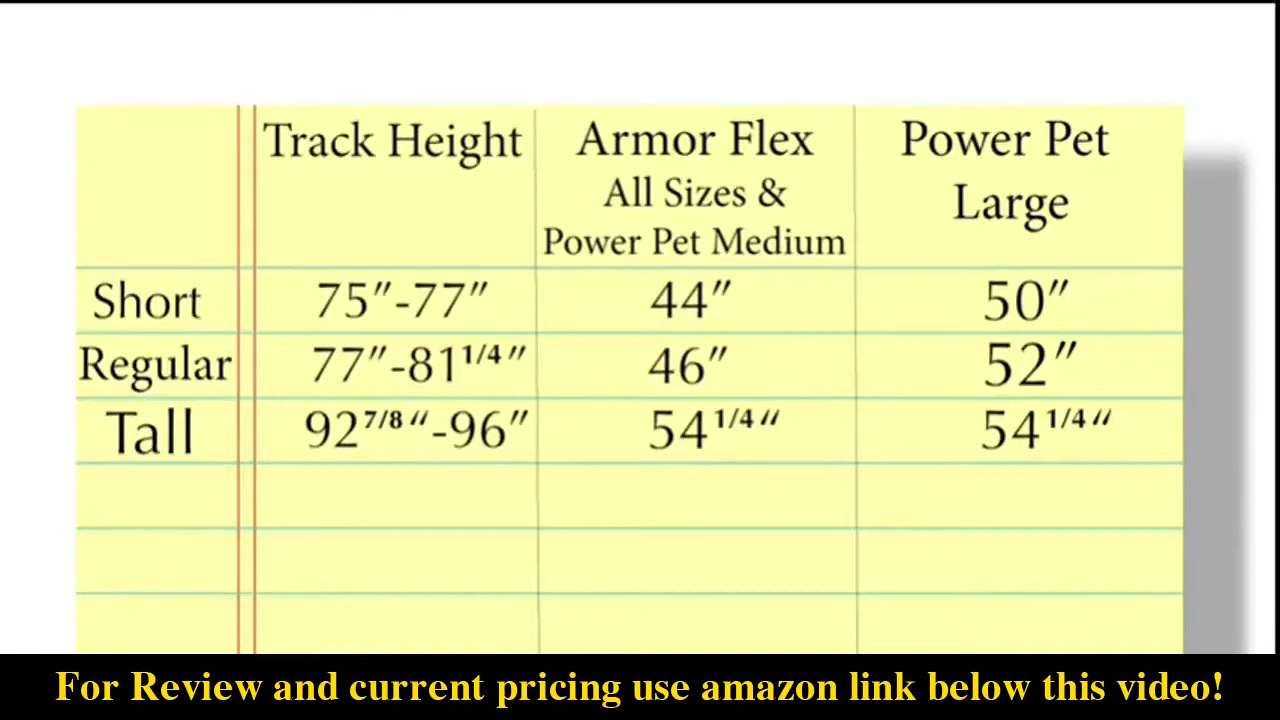 Track Height Armor Flex Power Pet
All Sizes & Large
Power Pet Medium
Short 75”-77” 44” 50”
Regular 77”-81 1/4” 46” 52”
Tall 92 7/8“-96” 54 1/4“ 54 1/4“
For Review and current pricing use amazon link below this video!